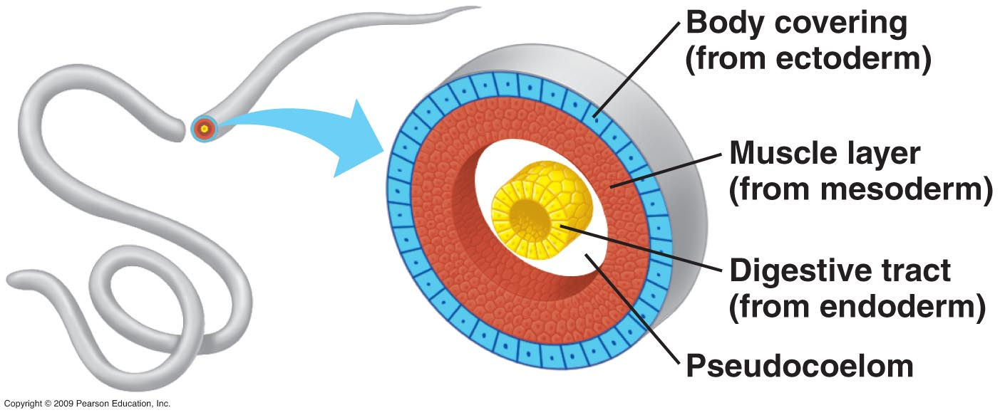 Body covering
(from ectoderm)
Muscle layer
(from mesoderm)
Digestive tract
(from endoderm)
Pseudocoelom
Copyright © 2009 Pearson Education, Inc.